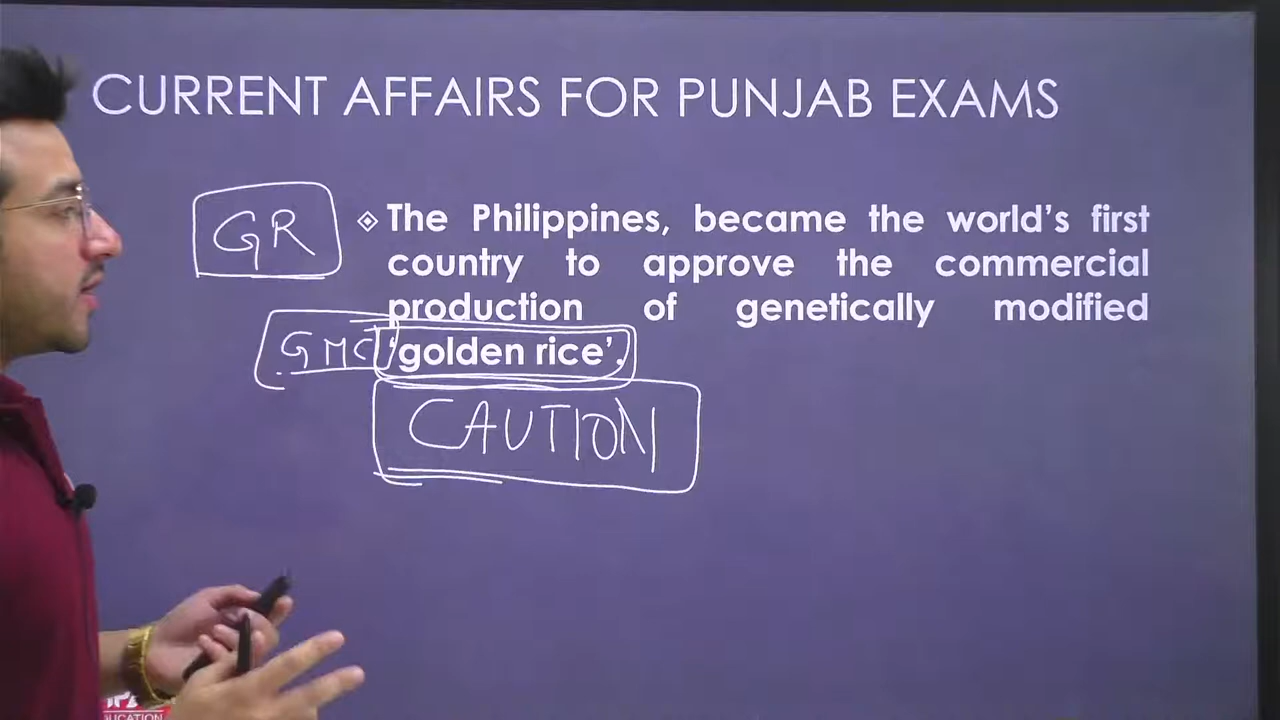 CURRENT AFFAIRS FOR PUNJAB EXAMS
GR
The Philippines, became the world's first
country to approve the commercial
production of genetically modified
GMC 'golden rice'.
CAUTION
EDUCATION